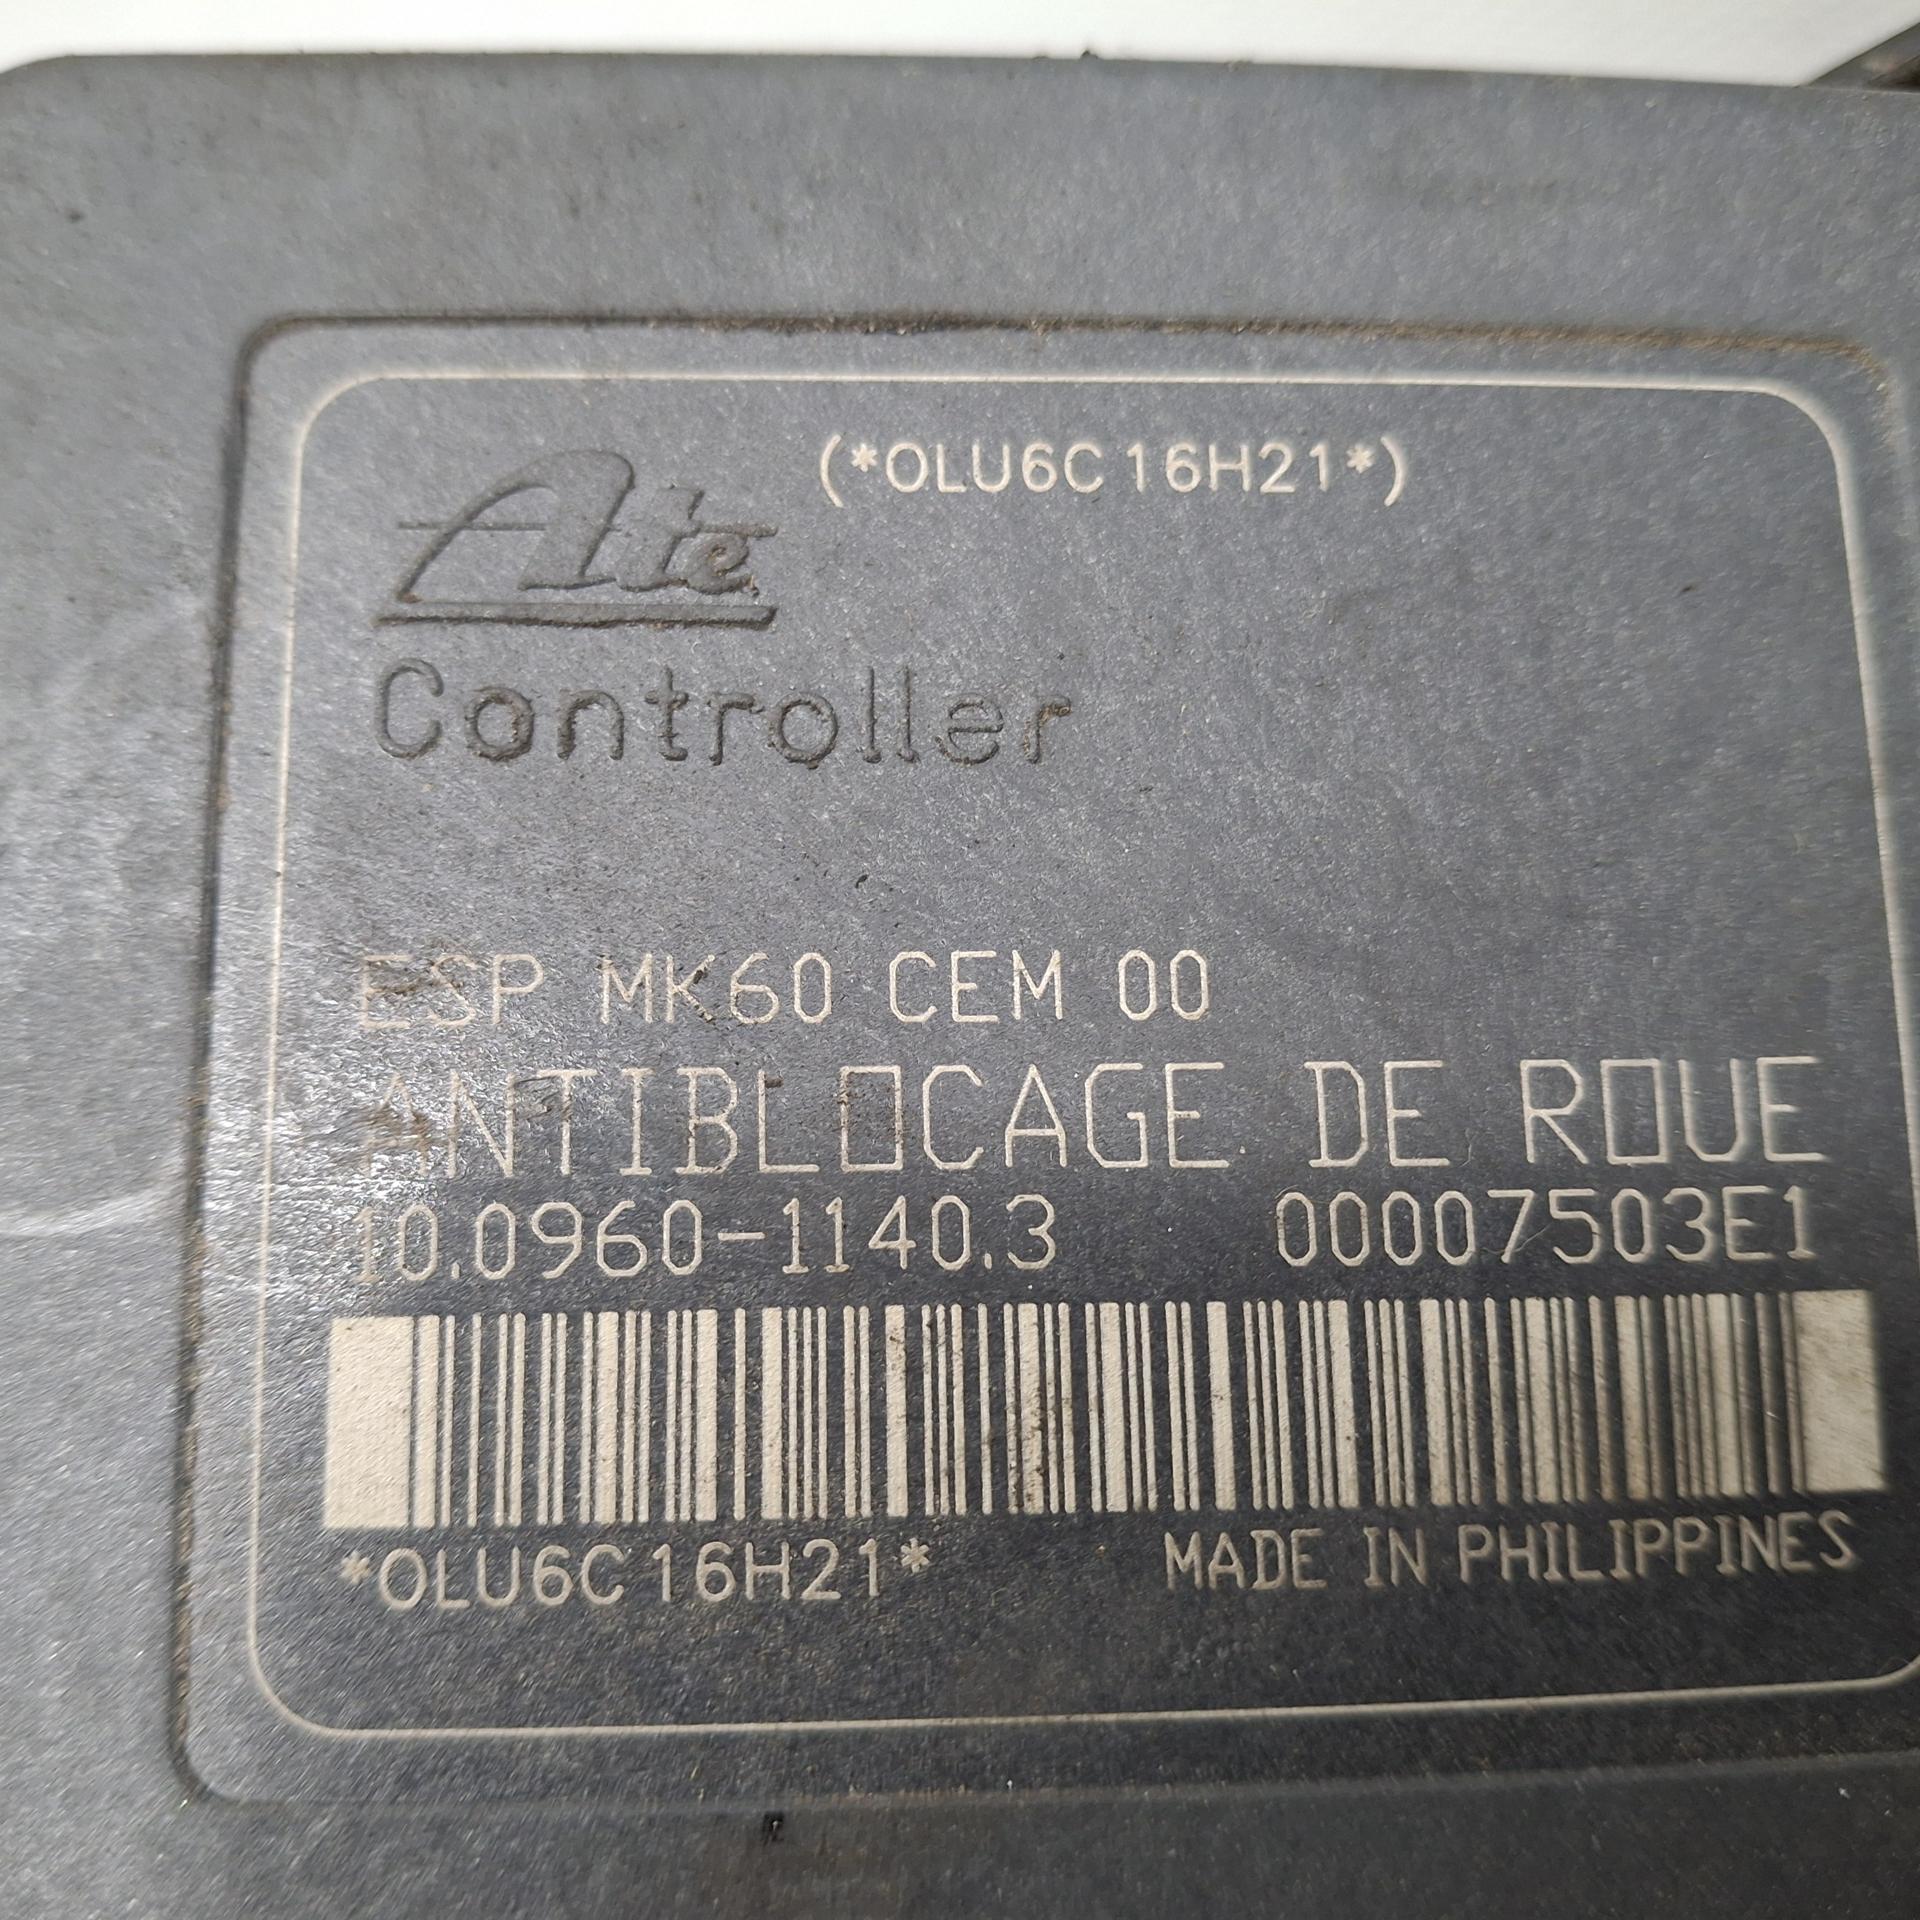 (*OLU6C16H21*)
Ate
Controller
ESP MK60 CEM 00
ANTIBLOCAGE DE ROUE
10.0960-1140.3 00007503E1
*OLU6C16H21* MADE IN PHILIPPINES